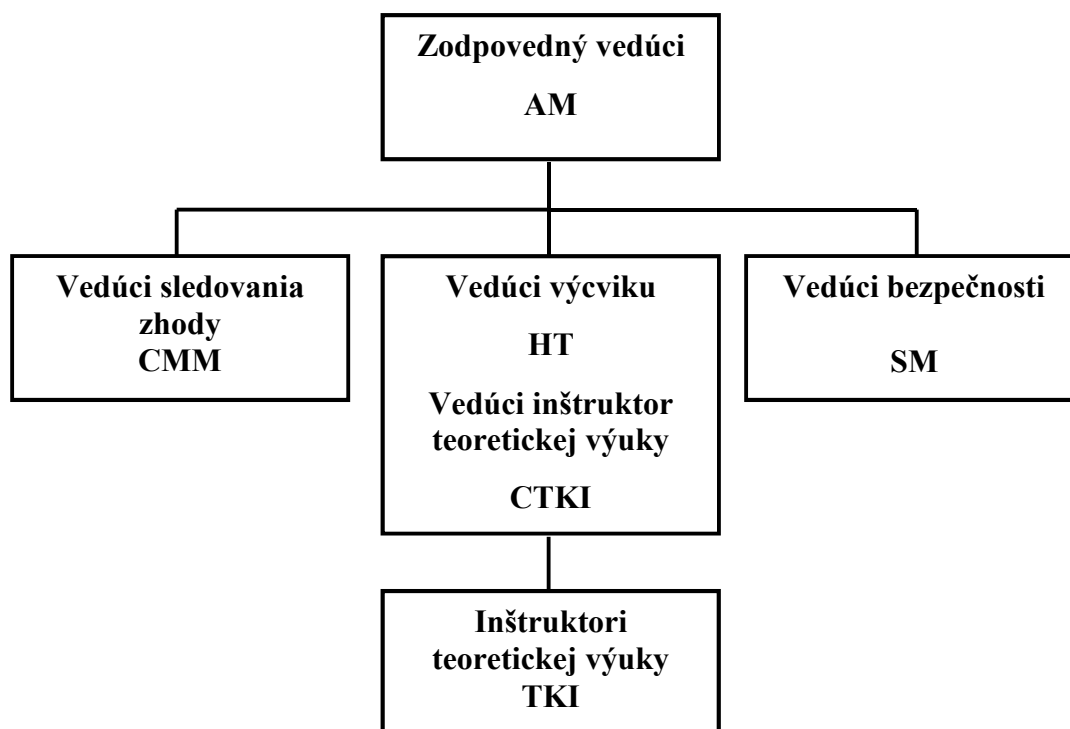 Zodpovedný vedúci
AM
Vedúci sledovania
zhody
CMM
Vedúci výcviku
HT
Vedúci inštruktor
teoretickej výuky
CTKI
Vedúci bezpečnosti
SM
Inštruktori
teoretickej výuky
TKI